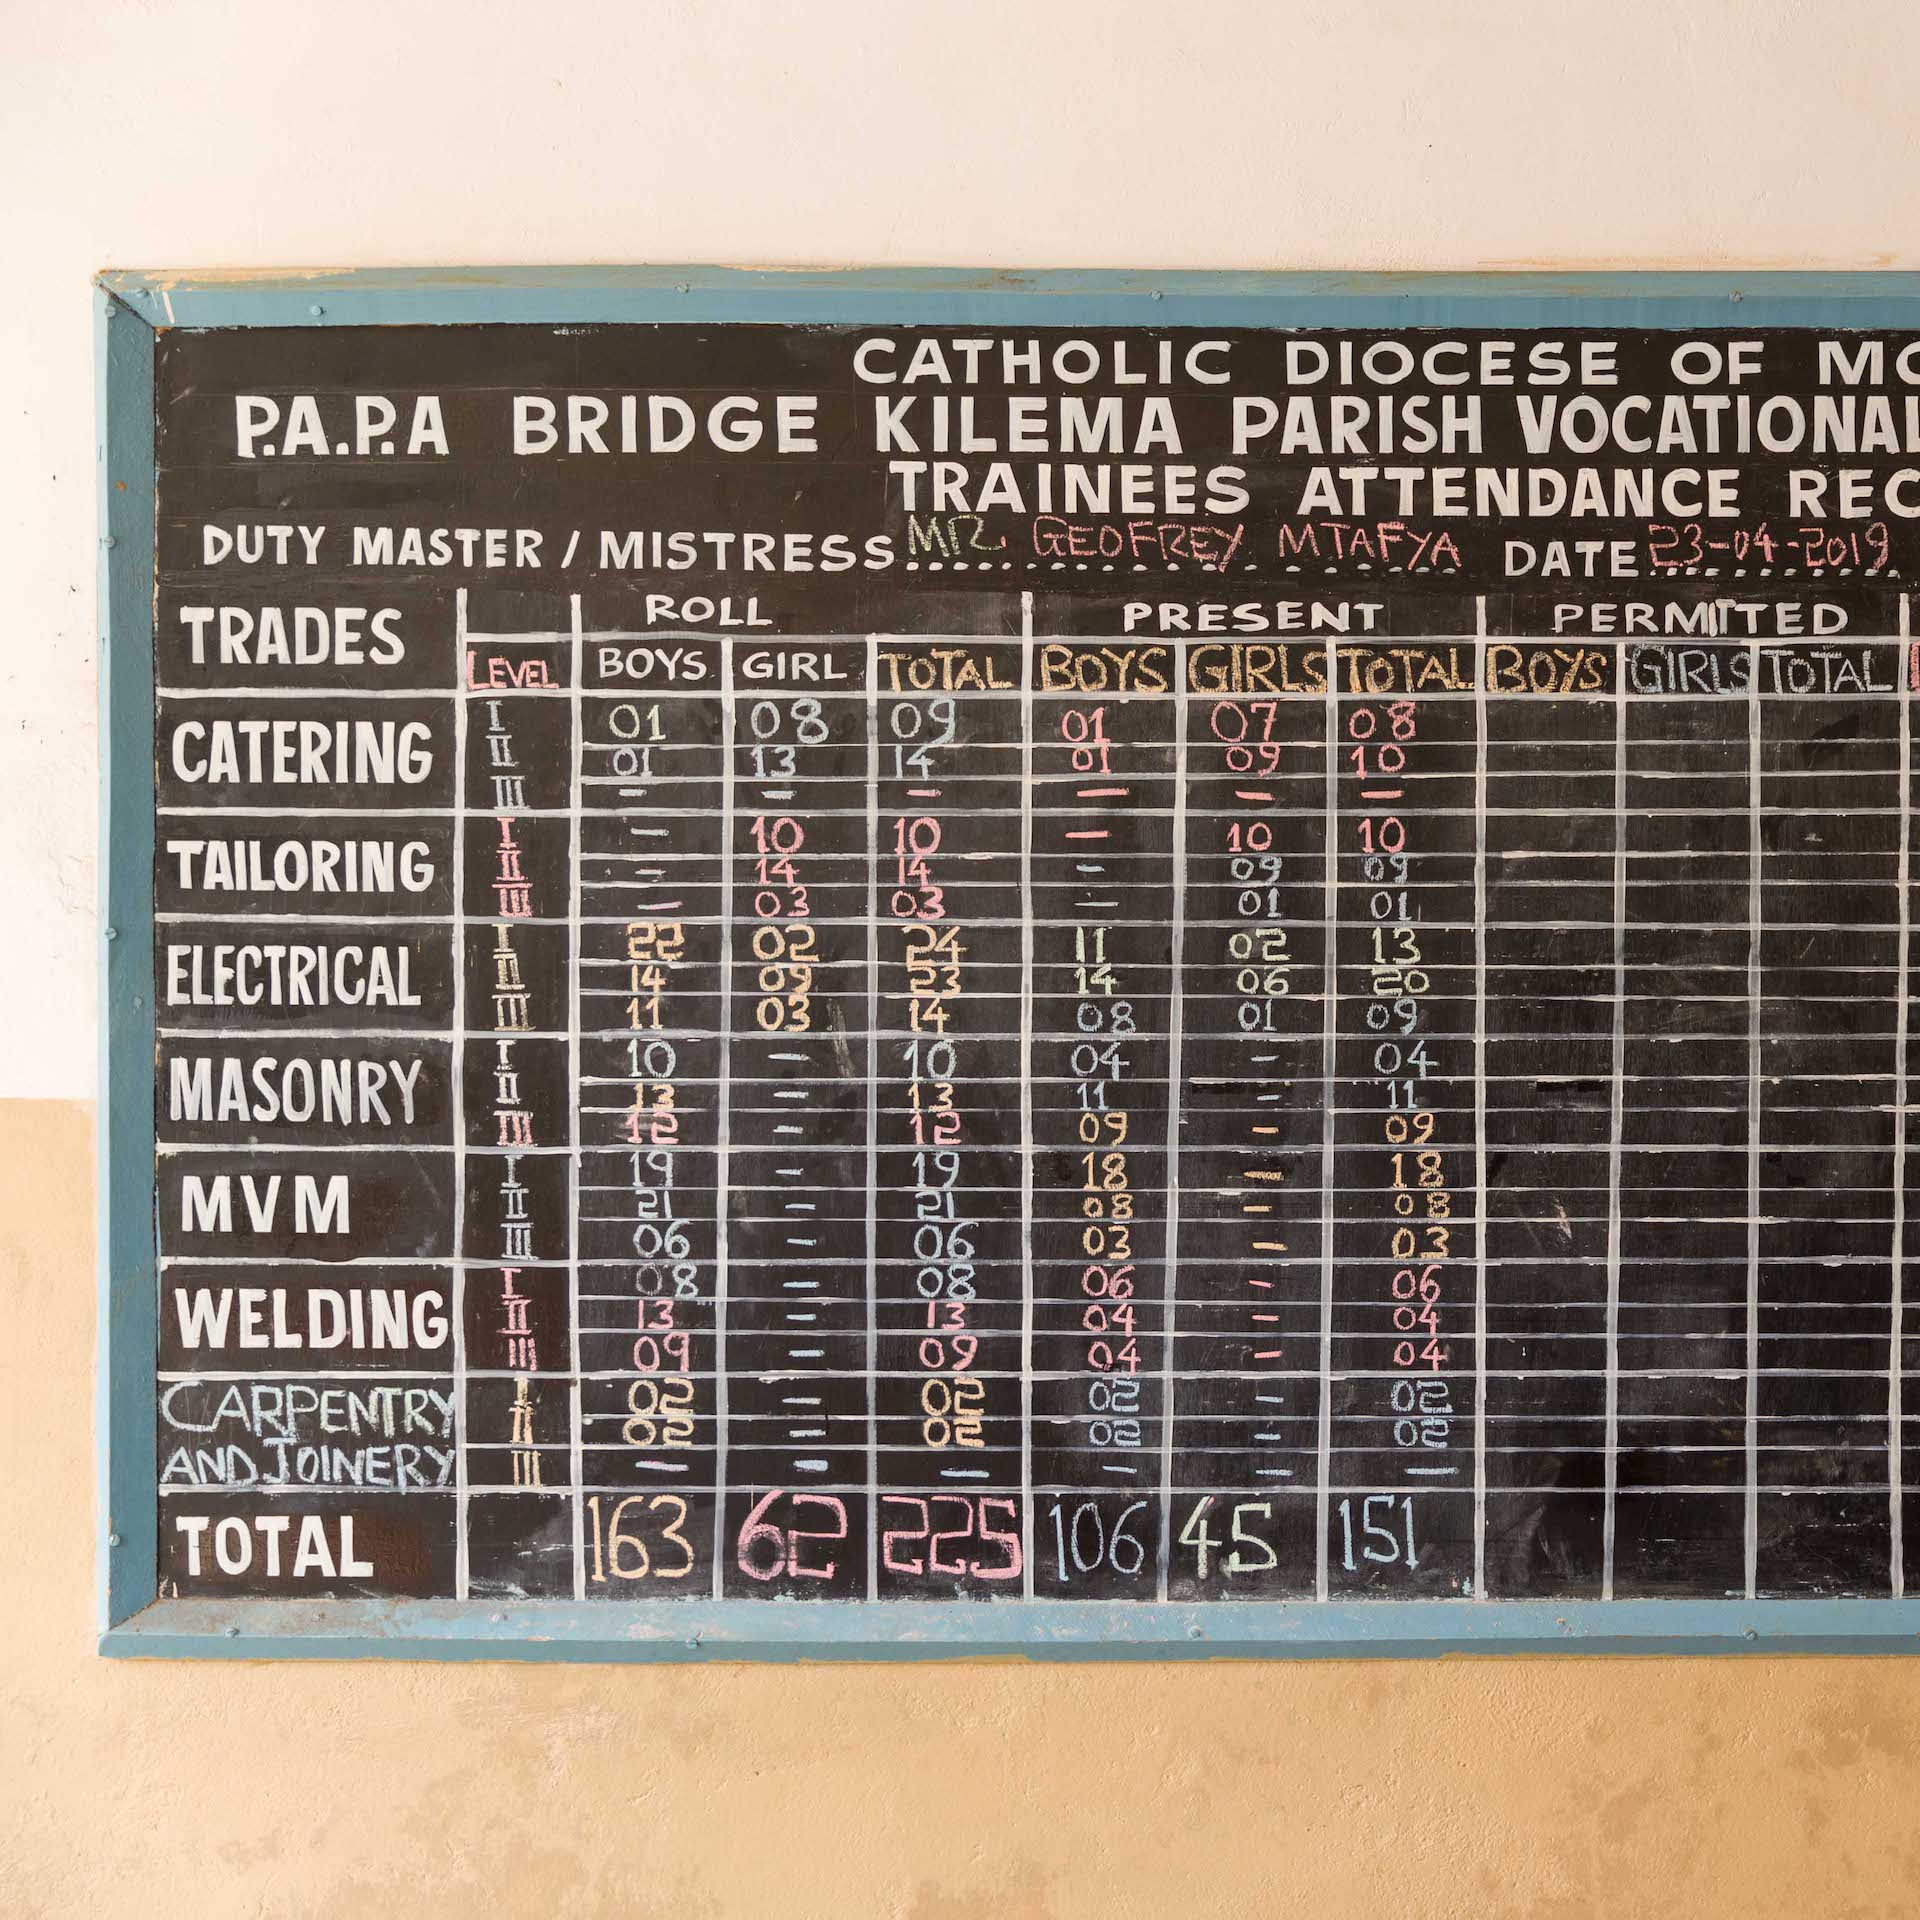 CATHOLIC DIOCESE OF MO
P.A.P.A BRIDGE KILEMA PARISH VOCATIONAL
TRAINEES ATTENDANCE REC
DUTY MASTER / MISTRESS MR. GEOFREY MTAFYA DATE 23-04-2019
TRADES ROLL PRESENT PERMITTED
LEVEL BOYS GIRL TOTAL BOYS GIRLS TOTAL BOYS GIRLS TOTAL
CATERING I 01 08 09 01 07 08
II 01 13 14 01 09 10
III - - - - - -
TAILORING I - 10 10 - 10 10
II - 14 14 - 09 09
III - 03 03 - 01 01
ELECTRICAL I 22 02 24 11 02 13
II 14 09 23 14 06 20
III 11 03 14 08 01 09
MASONRY I 10 - 10 04 - 04
II 13 - 13 11 - 11
III 12 - 12 09 - 09
MVM I 19 - 19 18 - 18
II 21 - 21 08 - 08
III 06 - 06 03 - 03
WELDING I 08 - 08 06 - 06
II 13 - 13 04 - 04
III 09 - 09 04 - 04
CARPENTRY I 02 - 02 02 - 02
II 02 - 02 02 - 02
AND JOINERY III - - - - - -
TOTAL 163 62 225 106 45 151